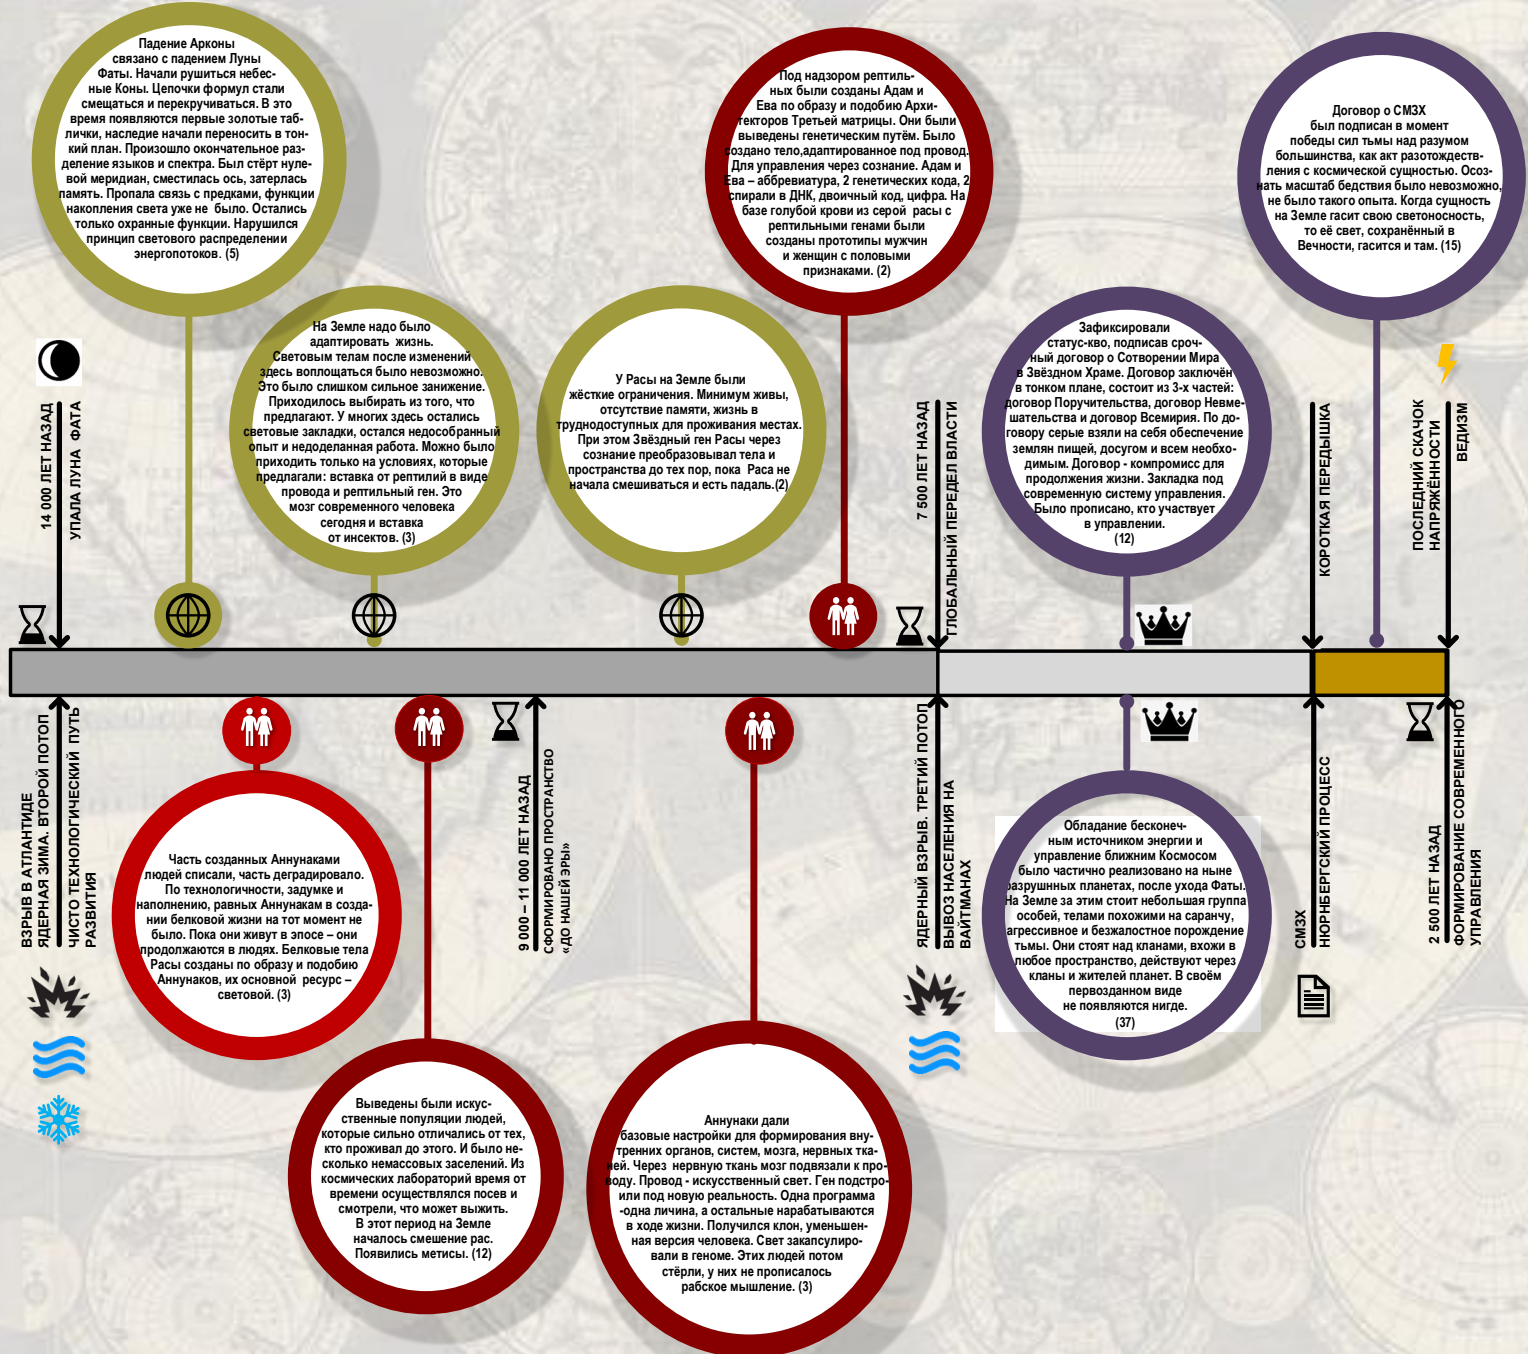 Падение Арконы
связано с падением Луны
Фаты. Начали рушиться небес-
ные Коны. Цепочки формул стали
смещаться и перекручиваться. В это
время появляются первые золотые таб-
лички, наследие начали переносить в тон-
кий план. Произошло окончательное раз-
деление языков и спектра. Был стёрт нуле-
вой меридиан, сместилась ось, затерлась
память. Пропала связь с предками, функции
накопления света уже не было. Остались
только охранные функции. Нарушился
принцип светового распределении
энергопотоков. (5)
Под надзором рептиль-
ных были созданы Адам и
Ева по образу и подобию Архи-
текторов Третьей матрицы. Они были
выведены генетическим путём. Было
создано тело,адаптированное под провод.
Для управления через сознание. Адам и
Ева – аббревиатура, 2 генетических кода, 2
спирали в ДНК, двоичный код, цифра. На
базе голубой крови из серой расы с
рептильными генами были
созданы прототипы мужчин
и женщин с половыми
признаками. (2)
Договор о СМЗХ
был подписан в момент
победы сил тьмы над разумом
большинства, как акт разотождеств-
ления с космической сущностью. Осоз-
нать масштаб бедствия было невозможно,
не было такого опыта. Когда сущность
на Земле гасит свою светоносность,
то её свет, сохранённый в
Вечности, гасится и там. (15)
На Земле надо было
адаптировать жизнь.
Световым телам после изменений
здесь воплощаться было невозможно.
Это было слишком сильное занижение.
Приходилось выбирать из того, что
предлагают. У многих здесь остались
световые закладки, остался недособранный
опыт и недоделанная работа. Можно было
приходить только на условиях, которые
предлагали: вставка от рептилий в виде
провода и рептильный ген. Это
мозг современного человека
сегодня и вставка
от инсектов. (3)
У Расы на Земле были
жёсткие ограничения. Минимум живы,
отсутствие памяти, жизнь в
труднодоступных для проживания местах.
При этом Звёздный ген Расы через
сознание преобразовывал тела и
пространства до тех пор, пока Раса не
начала смешиваться и есть падаль.(2)
Зафиксировали
статус-кво, подписав сроч-
ный договор о Сотворении Мира
в Звёздном Храме. Договор заключён
в тонком плане, состоит из 3-х частей:
договор Поручительства, договор Невме-
шательства и договор Всемирия. По до-
говору серые взяли на себя обеспечение
землян пищей, досугом и всем необхо-
димым. Договор - компромисс для
продолжения жизни. Закладка под
современную систему управления.
Было прописано, кто участвует
в управлении.
(12)
14 000 ЛЕТ НАЗАД
УПАЛА ЛУНА ФАТА
7 500 ЛЕТ НАЗАД
ГЛОБАЛЬНЫЙ ПЕРЕДЕЛ ВЛАСТИ
КОРОТКАЯ ПЕРЕДЫШКА
ПОСЛЕДНИЙ СКАЧОК
НАПРЯЖЁННОСТИ
ВЕДИЗМ
ВЗРЫВ В АТЛАНТИДЕ
ЯДЕРНАЯ ЗИМА. ВТОРОЙ ПОТОП
ЧИСТО ТЕХНОЛОГИЧЕСКИЙ ПУТЬ
РАЗВИТИЯ
9 000 – 11 000 ЛЕТ НАЗАД
СФОРМИРОВАНО ПРОСТРАНСТВО
«ДО НАШЕЙ ЭРЫ»
ЯДЕРНЫЙ ВЗРЫВ. ТРЕТИЙ ПОТОП
ВЫВОЗ НАСЕЛЕНИЯ НА
ВАЙТМАНАХ
СМЗХ
НЮРНБЕРГСКИЙ ПРОЦЕСС
2 500 ЛЕТ НАЗАД
ФОРМИРОВАНИЕ СОВРЕМЕННОГО
УПРАВЛЕНИЯ
Часть созданных Аннунаками
людей списали, часть деградировало.
По технологичности, задумке и
наполнению, равных Аннунакам в созда-
нии белковой жизни на тот момент не
было. Пока они живут в эпосе – они
продолжаются в людях. Белковые тела
Расы созданы по образу и подобию
Аннунаков, их основной ресурс –
световой. (3)
Обладание бесконеч-
ным источником энергии и
управление ближним Космосом
было частично реализовано на ныне
разрушнных планетах, после ухода Фаты.
На Земле за этим стоит небольшая группа
особей, телами похожими на саранчу,
агрессивное и безжалостное порождение
тьмы. Они стоят над кланами, вхожи в
любое пространство, действуют через
кланы и жителей планет. В своём
первозданном виде
не появляются нигде.
(37)
Выведены были искус-
ственные популяции людей,
которые сильно отличались от тех,
кто проживал до этого. И было не-
сколько немассовых заселений. Из
космических лабораторий время от
времени осуществлялся посев и
смотрели, что может выжить.
В этот период на Земле
началось смешение рас.
Появились метисы. (12)
Аннунаки дали
базовые настройки для формирования вну-
тренних органов, систем, мозга, нервных тка-
ней. Через нервную ткань мозг подвязали к про-
воду. Провод - искусственный свет. Ген подстро-
или под новую реальность. Одна программа
-одна личина, а остальные нарабатываются
в ходе жизни. Получился клон, уменьшен-
ная версия человека. Свет закапсулиро-
вали в геноме. Этих людей потом
стёрли, у них не прописалось
рабское мышление. (3)